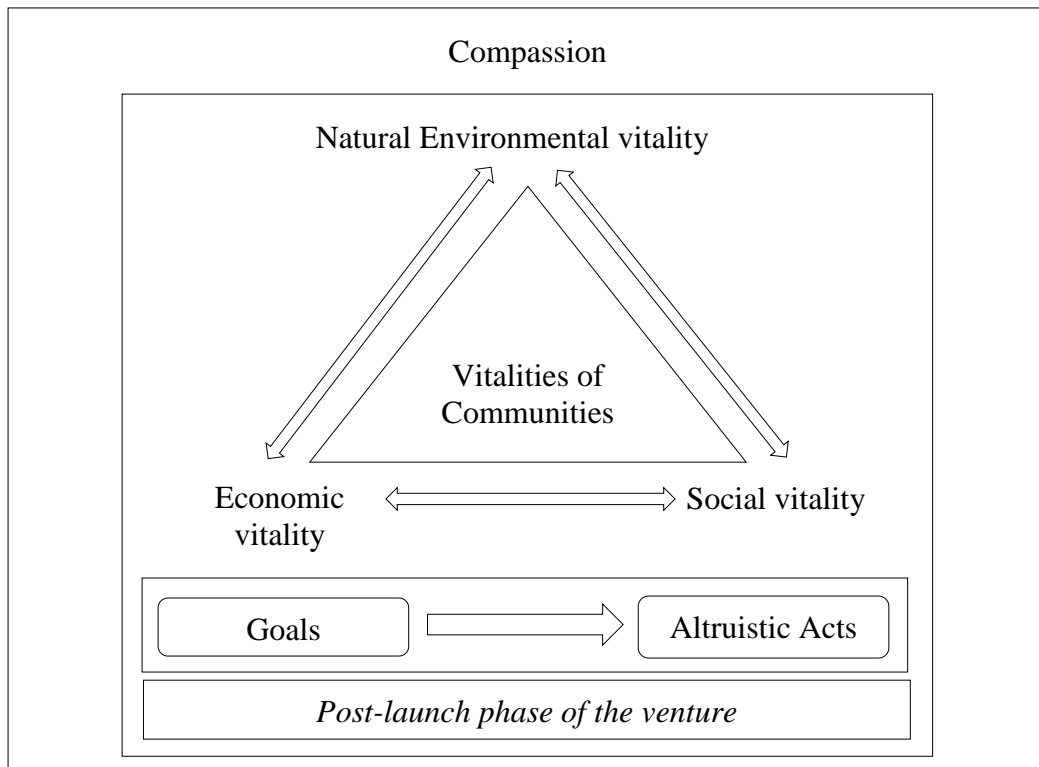 Compassion
Natural Environmental vitality
Vitalities of
Communities
Economic
vitality
Social vitality
Goals
Altruistic Acts
Post-launch phase of the venture